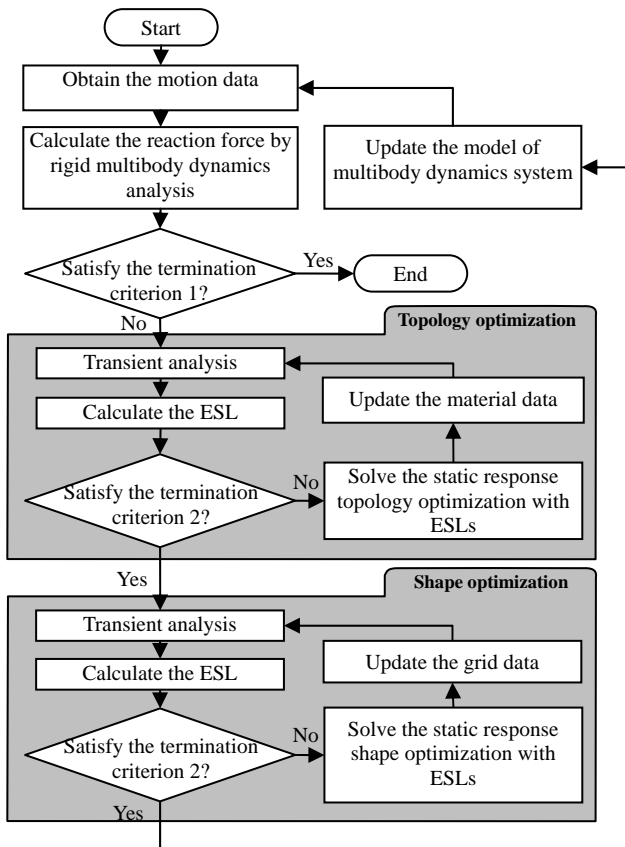 Start
Obtain the motion data
Calculate the reaction force by
rigid multibody dynamics
analysis
Update the model of
multibody dynamics system
Satisfy the termination
criterion 1?
Yes
End
No
Topology optimization
Transient analysis
Calculate the ESL
Update the material data
Satisfy the termination
criterion 2?
No
Solve the static response
topology optimization with
ESLs
Yes
Shape optimization
Transient analysis
Calculate the ESL
Update the grid data
Satisfy the termination
criterion 2?
No
Solve the static response
shape optimization with
ESLs
Yes